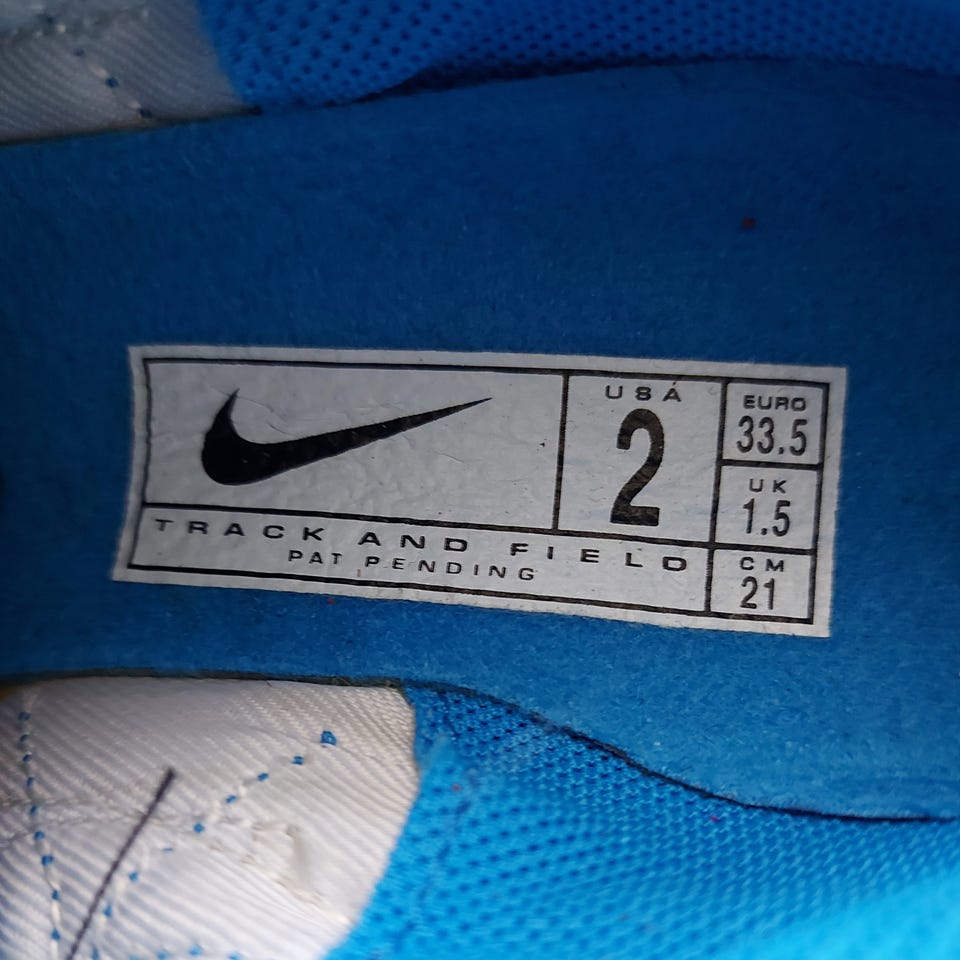 USA
2
EURO
33.5
UK
1.5
CM
21
TRACK AND FIELD
PAT PENDING